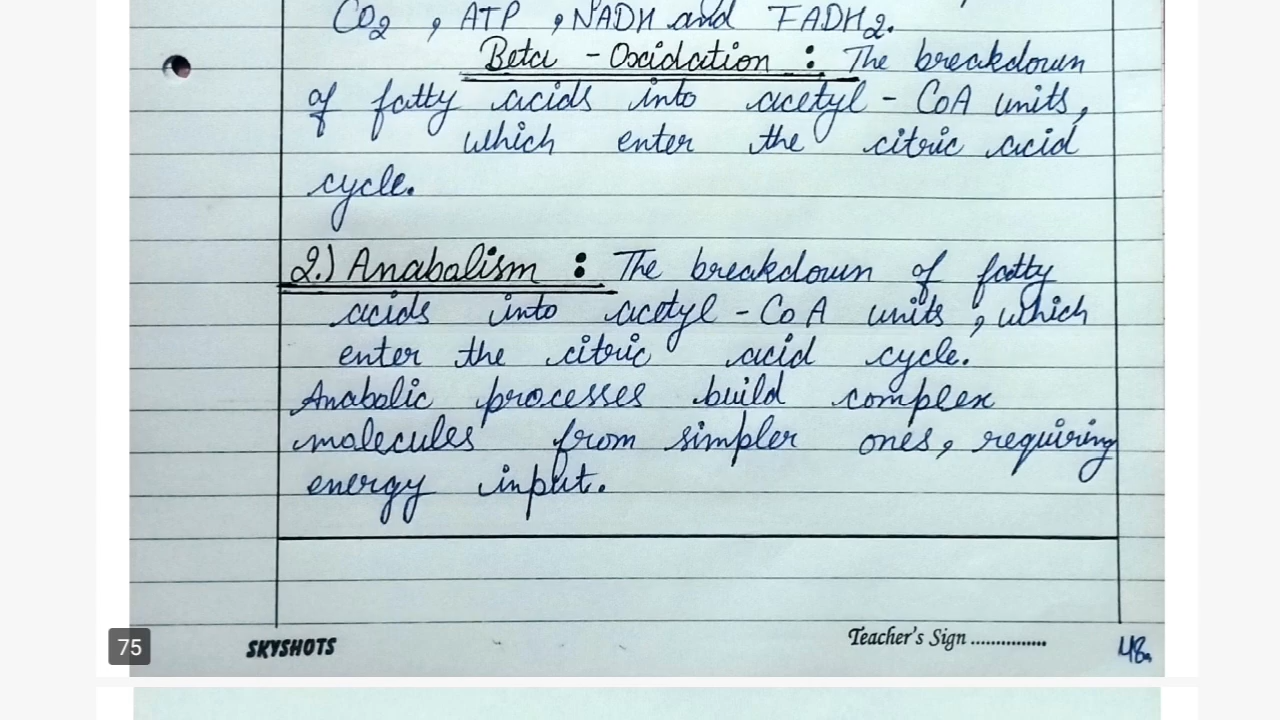 CO2, ATP, NADH and FADH2.
Beta-Oxidation : The breakdown
of fatty acids into acetyl-CoA units,
which enter the citric acid
cycle.
2.) Anabolism : The breakdown of fatty
acids into acetyl-CoA units, which
enter the citric acid cycle.
Anabolic processes build complex
molecules from simpler ones, requiring
energy input.
75
SKYSHOTS
Teacher's Sign ...............
48.